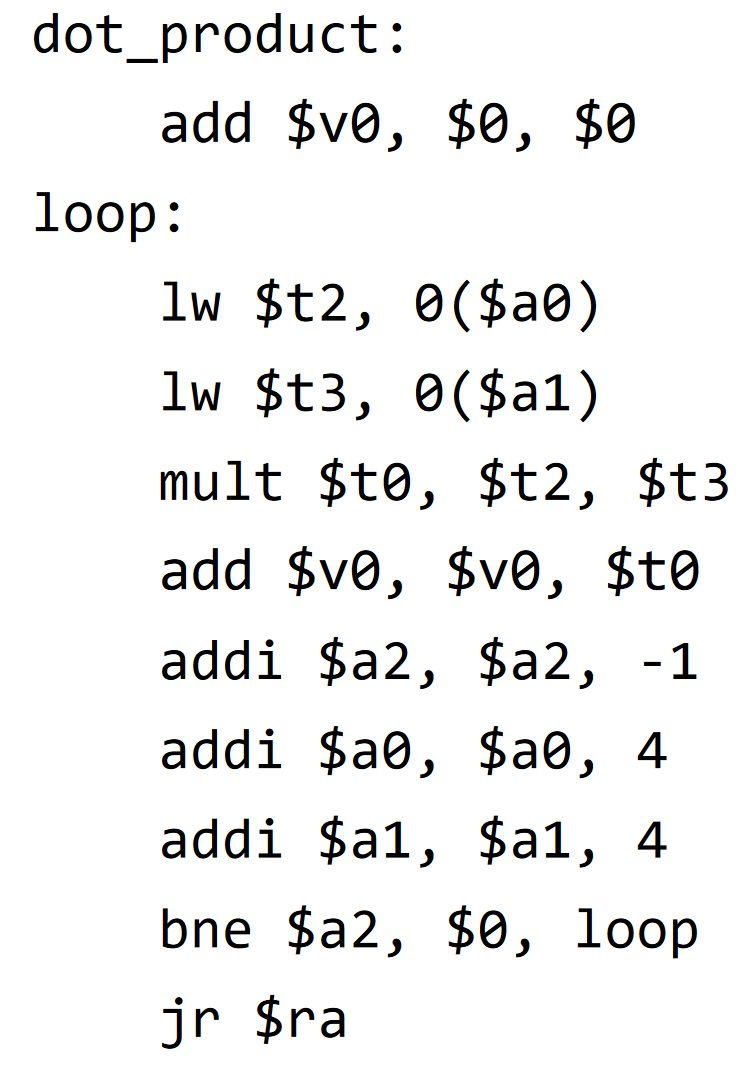 dot_product:
add $v0, $0, $0
loop:
lw $t2, 0($a0)
lw $t3, 0($a1)
mult $t0, $t2, $t3
add $v0, $v0, $t0
addi $a2, $a2, -1
addi $a0, $a0, 4
addi $a1, $a1, 4
bne $a2, $0, loop
jr $ra